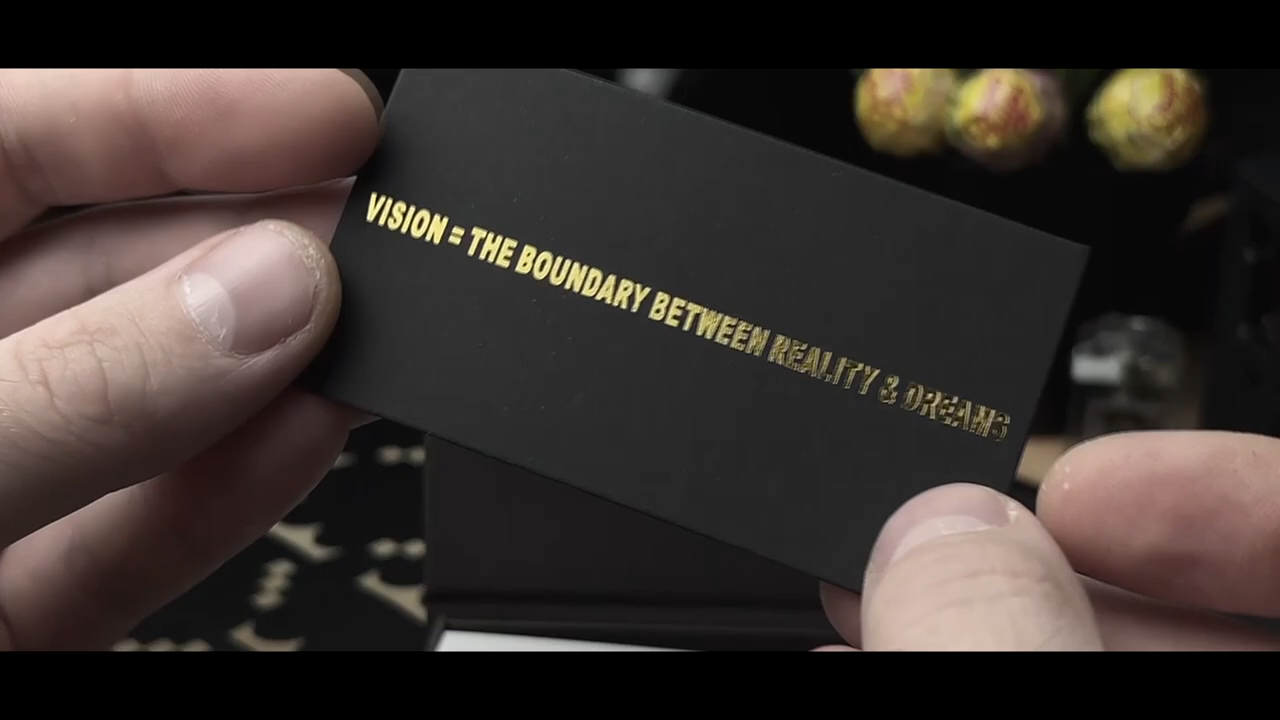 VISION = THE BOUNDARY BETWEEN REALITY & DREAMS